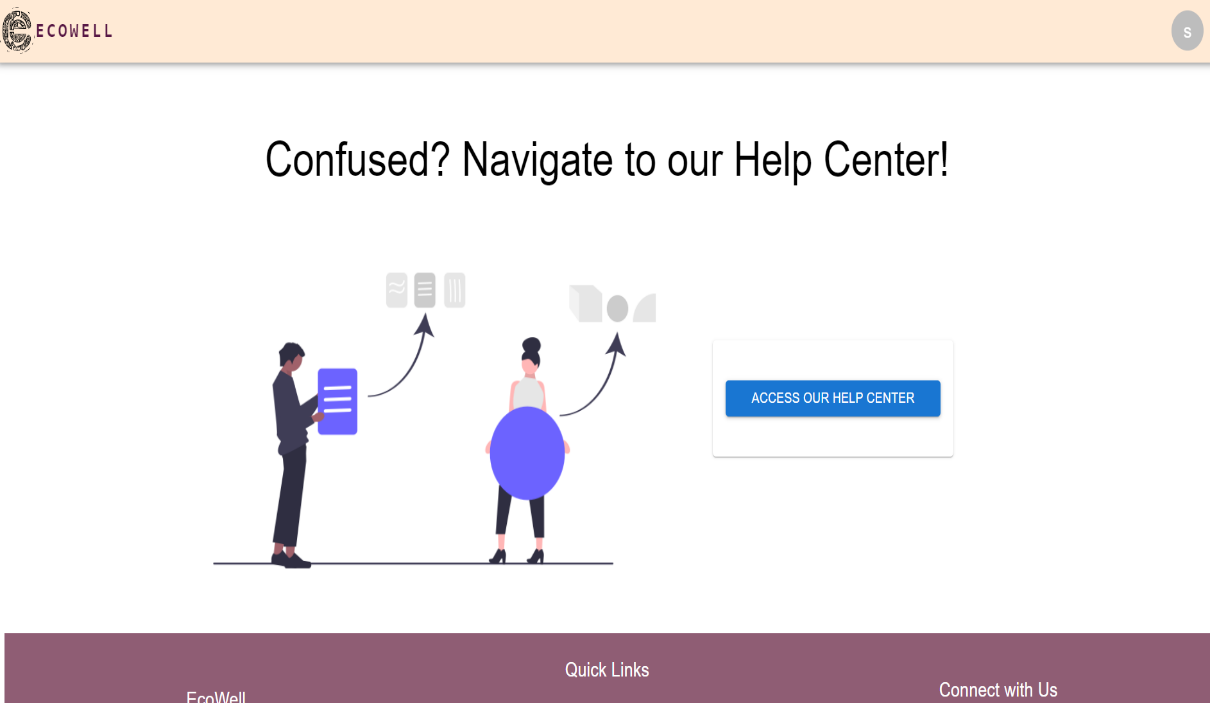 ECOWELL
S
Confused? Navigate to our Help Center!
ACCESS OUR HELP CENTER
Quick Links
EcoWell
Connect with Us